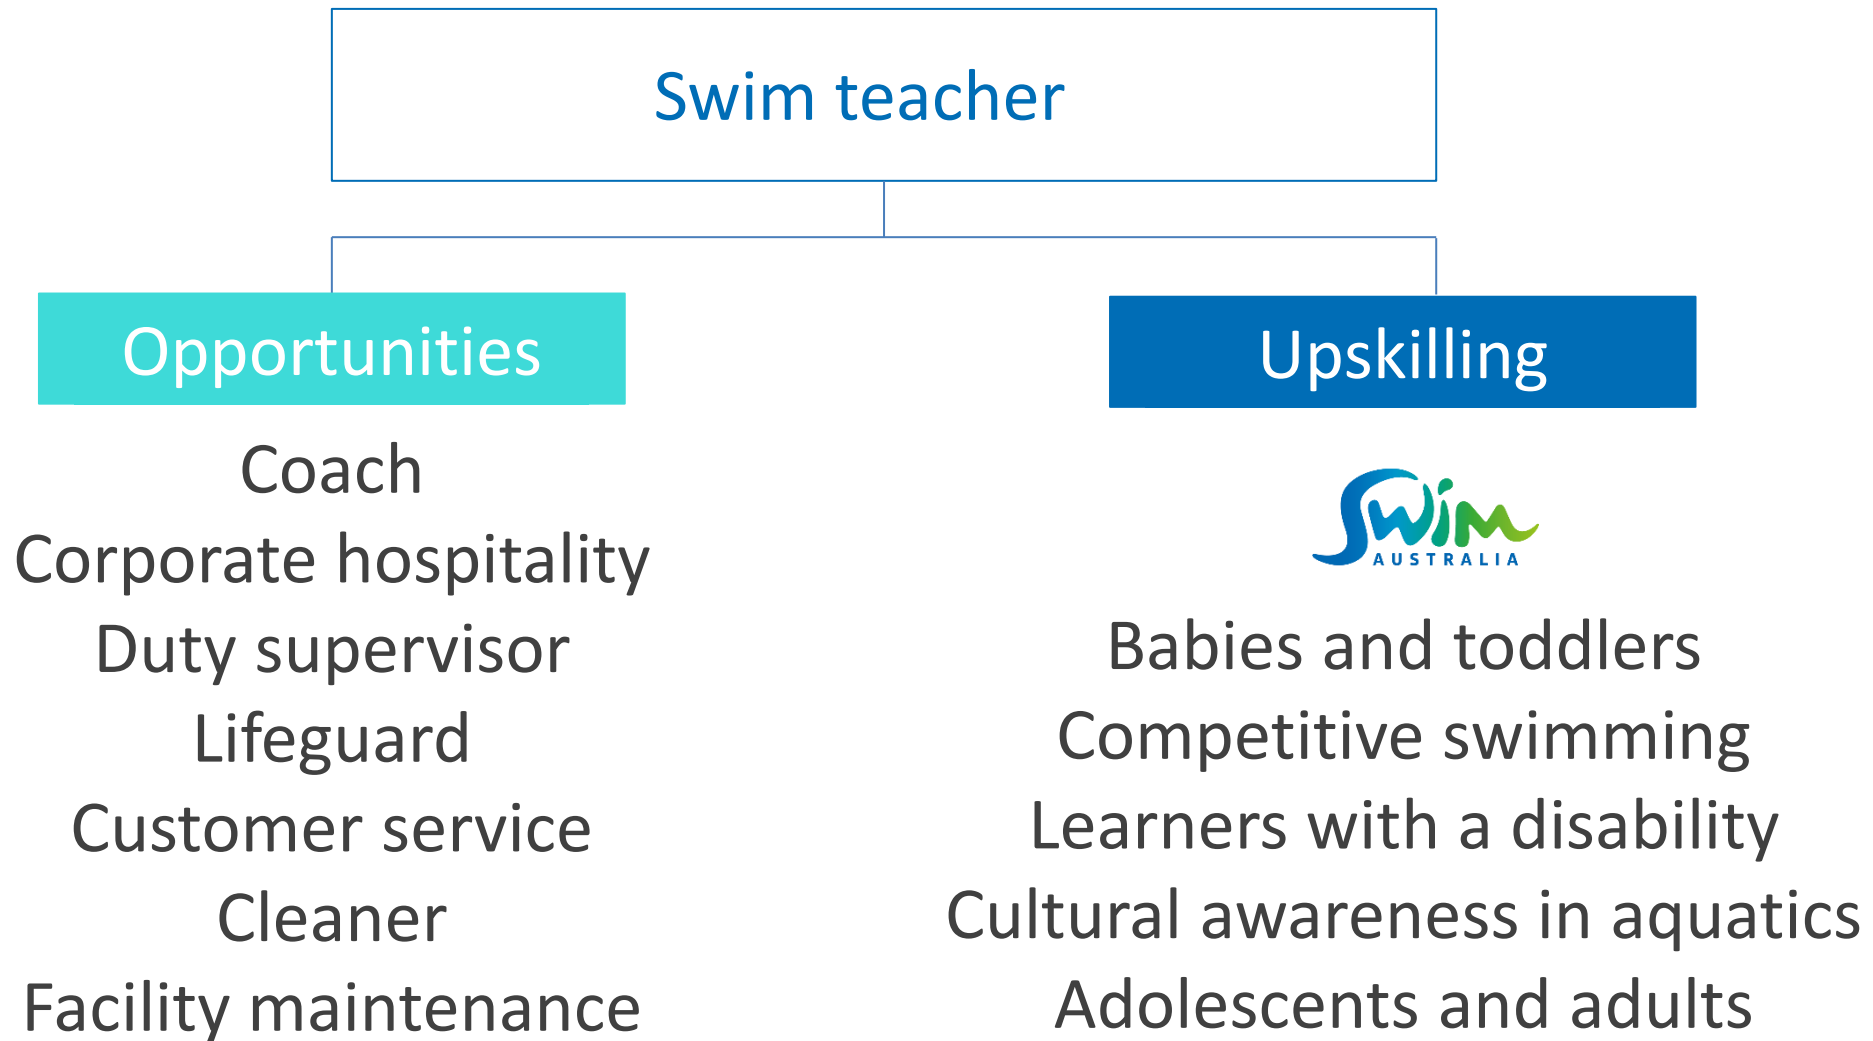 Swim teacher
Opportunities
Coach
Corporate hospitality
Duty supervisor
Lifeguard
Customer service
Cleaner
Facility maintenance
Upskilling
Swim
AUSTRALIA
Babies and toddlers
Competitive swimming
Learners with a disability
Cultural awareness in aquatics
Adolescents and adults